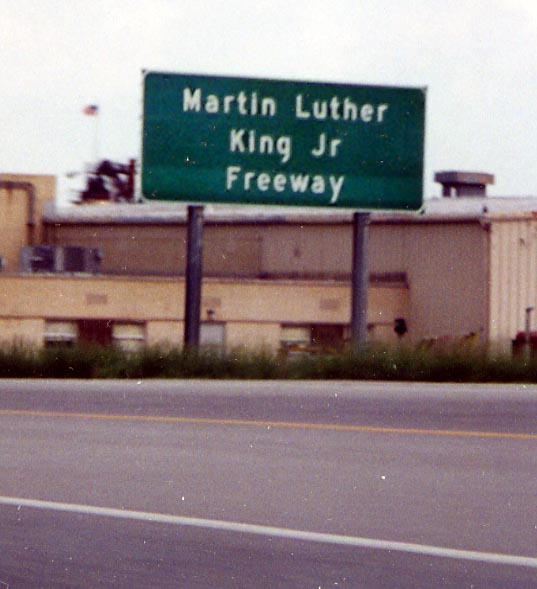 Martin Luther
King Jr
Freeway